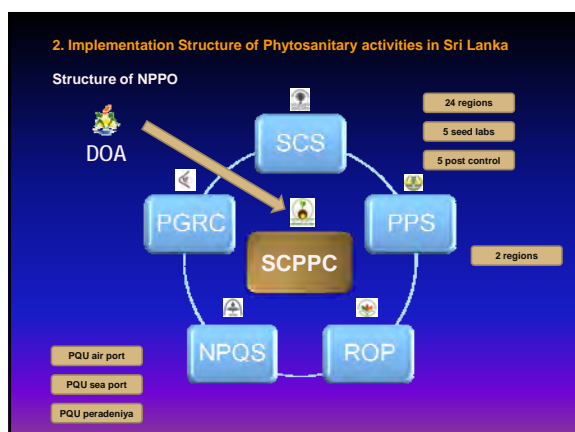 2. Implementation Structure of Phytosanitary activities in Sri Lanka
Structure of NPPO
DOA
SCS
24 regions
5 seed labs
5 post control
PGRC
PPS
SCPPC
2 regions
NPQS
ROP
PQU air port
PQU sea port
PQU peradeniya